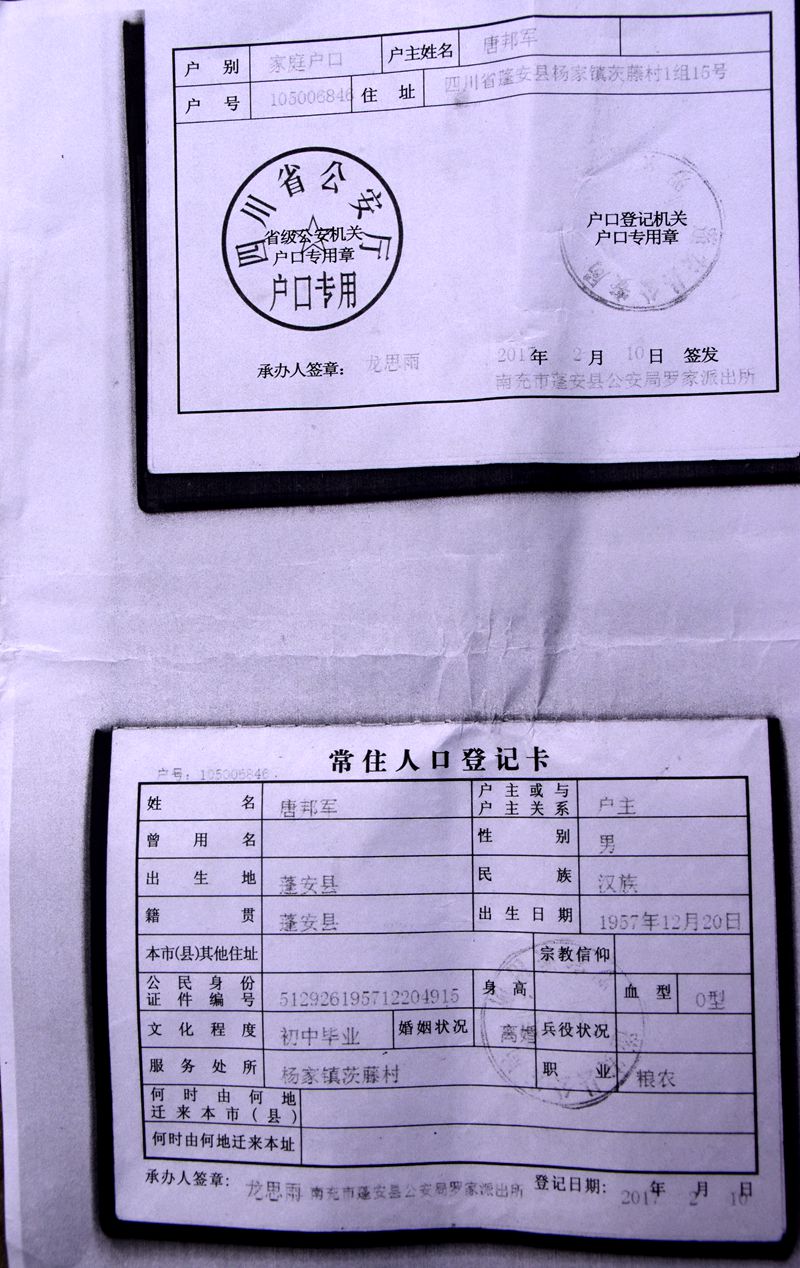 户别 家庭户口 户主姓名 唐邦军
户号 105006846 住址 四川省蓬安县杨家镇茨藤村1组15号
四川省公安厅
省级公安机关
户口专用章
户口专用
户口登记机关
户口专用章
承办人签章： 龙思雨 2017年2月10日 签发
南充市蓬安县公安局罗家派出所
常住人口登记卡
户号：105006846
姓名 唐邦军 户主或与户主关系 户主
曾用名 性别 男
出生地 蓬安县 民族 汉族
籍贯 蓬安县 出生日期 1957年12月20日
本市(县)其他住址 宗教信仰
公民身份证件编号 512926195712204915 身高 血型 O型
文化程度 初中毕业 婚姻状况 离婚 兵役状况
服务处所 杨家镇茨藤村 职业 粮农
何时由何地迁来本市(县)
何时由何地迁来本址
承办人签章： 龙思雨 南充市蓬安县公安局罗家派出所 登记日期： 2017年2月10日